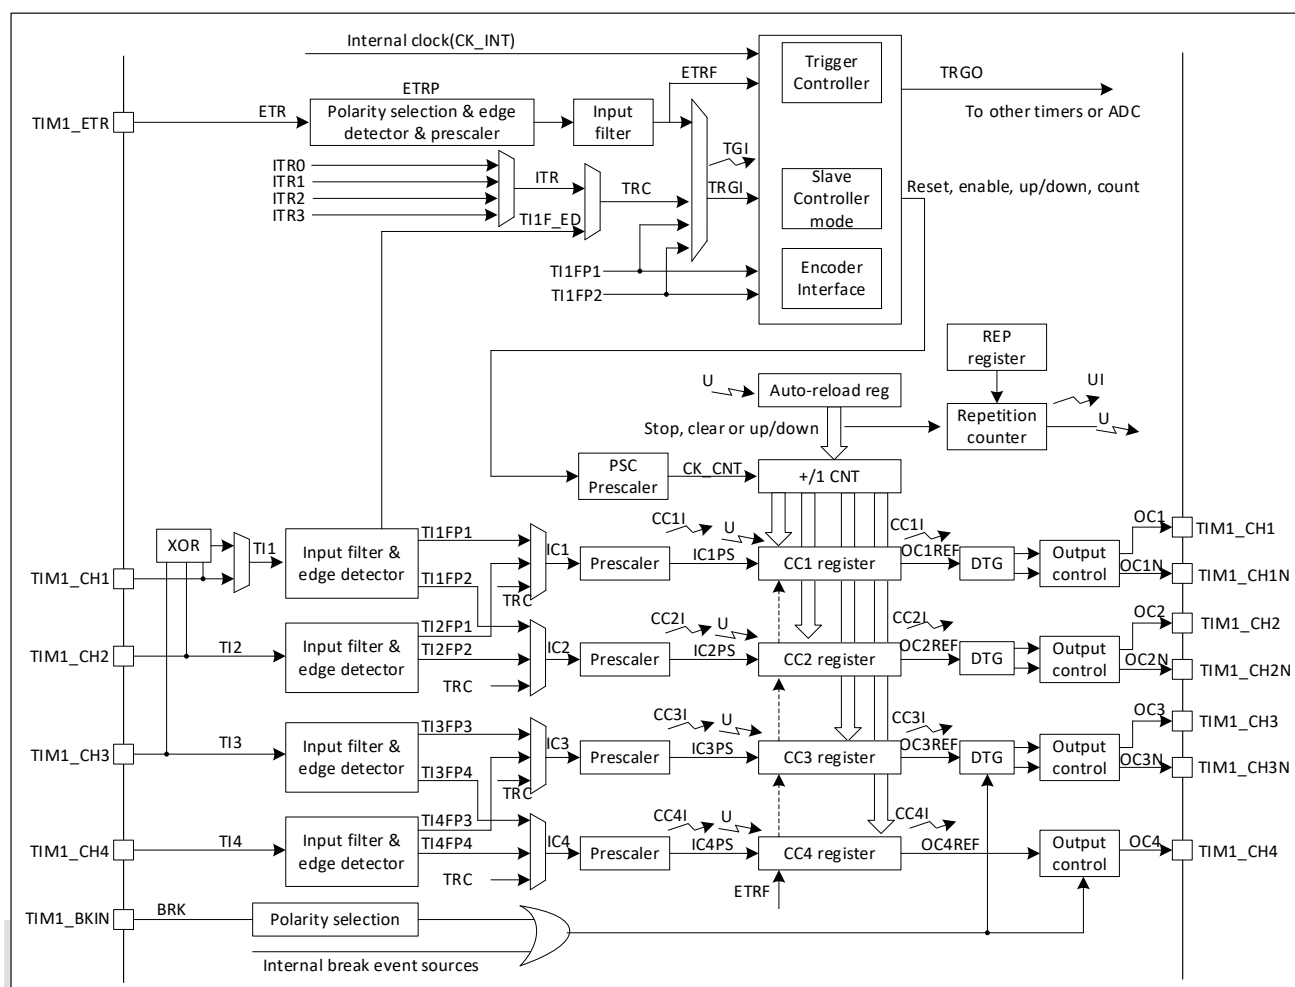 Internal clock(CK_INT)
Trigger
Controller
ETRF
TRGO
To other timers or ADC
ETRP
TIM1_ETR
ETR
Polarity selection & edge
detector & prescaler
Input
filter
TGI
ITR0
ITR1
ITR2
ITR3
ITR
TRC
TRGI
Slave
Controller
mode
Reset, enable, up/down, count
TI1F_ED
TI1FP1
TI1FP2
Encoder
Interface
REP
register
U
Auto-reload reg
UI
Stop, clear or up/down
Repetition
counter
U
PSC
Prescaler
CK_CNT
+/1 CNT
XOR
TI1
Input filter &
edge detector
TI1FP1
TI1FP2
TRC
IC1
Prescaler
CC1I
U
IC1PS
CC1 register
CC1I
OC1REF
DTG
Output
control
OC1
OC1N
TIM1_CH1
TIM1_CH1
TIM1_CH1N
TIM1_CH2
TI2
Input filter &
edge detector
TI2FP1
TI2FP2
TRC
IC2
Prescaler
CC2I
U
IC2PS
CC2 register
CC2I
OC2REF
DTG
Output
control
OC2
OC2N
TIM1_CH2
TIM1_CH2N
TIM1_CH3
TI3
Input filter &
edge detector
TI3FP3
TI3FP4
TRC
IC3
Prescaler
CC3I
U
IC3PS
CC3 register
CC3I
OC3REF
DTG
Output
control
OC3
OC3N
TIM1_CH3
TIM1_CH3N
TIM1_CH4
TI4
Input filter &
edge detector
TI4FP3
TI4FP4
TRC
IC4
Prescaler
CC4I
U
IC4PS
CC4 register
CC4I
OC4REF
Output
control
OC4
TIM1_CH4
ETRF
TIM1_BKIN
BRK
Polarity selection
Internal break event sources